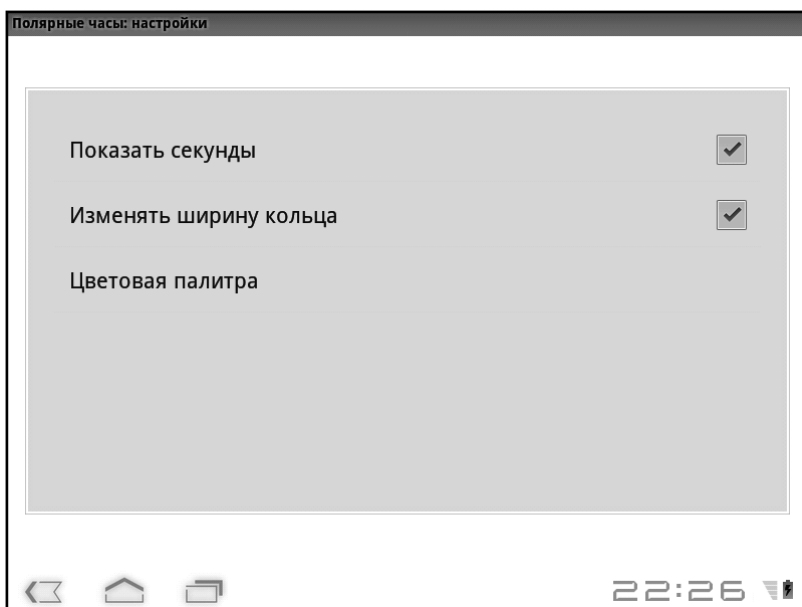 Полярные часы: настройки
Показать секунды
Изменять ширину кольца
Цветовая палитра
22:26